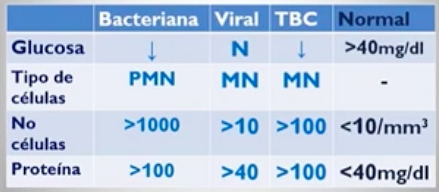 Bacteriana Viral TBC Normal
Glucosa ↓ N ↓ >40mg/dl
Tipo de
células PMN MN MN -
No
células >1000 >10 >100 <10/mm³
Proteína >100 >40 >100 <40mg/dl